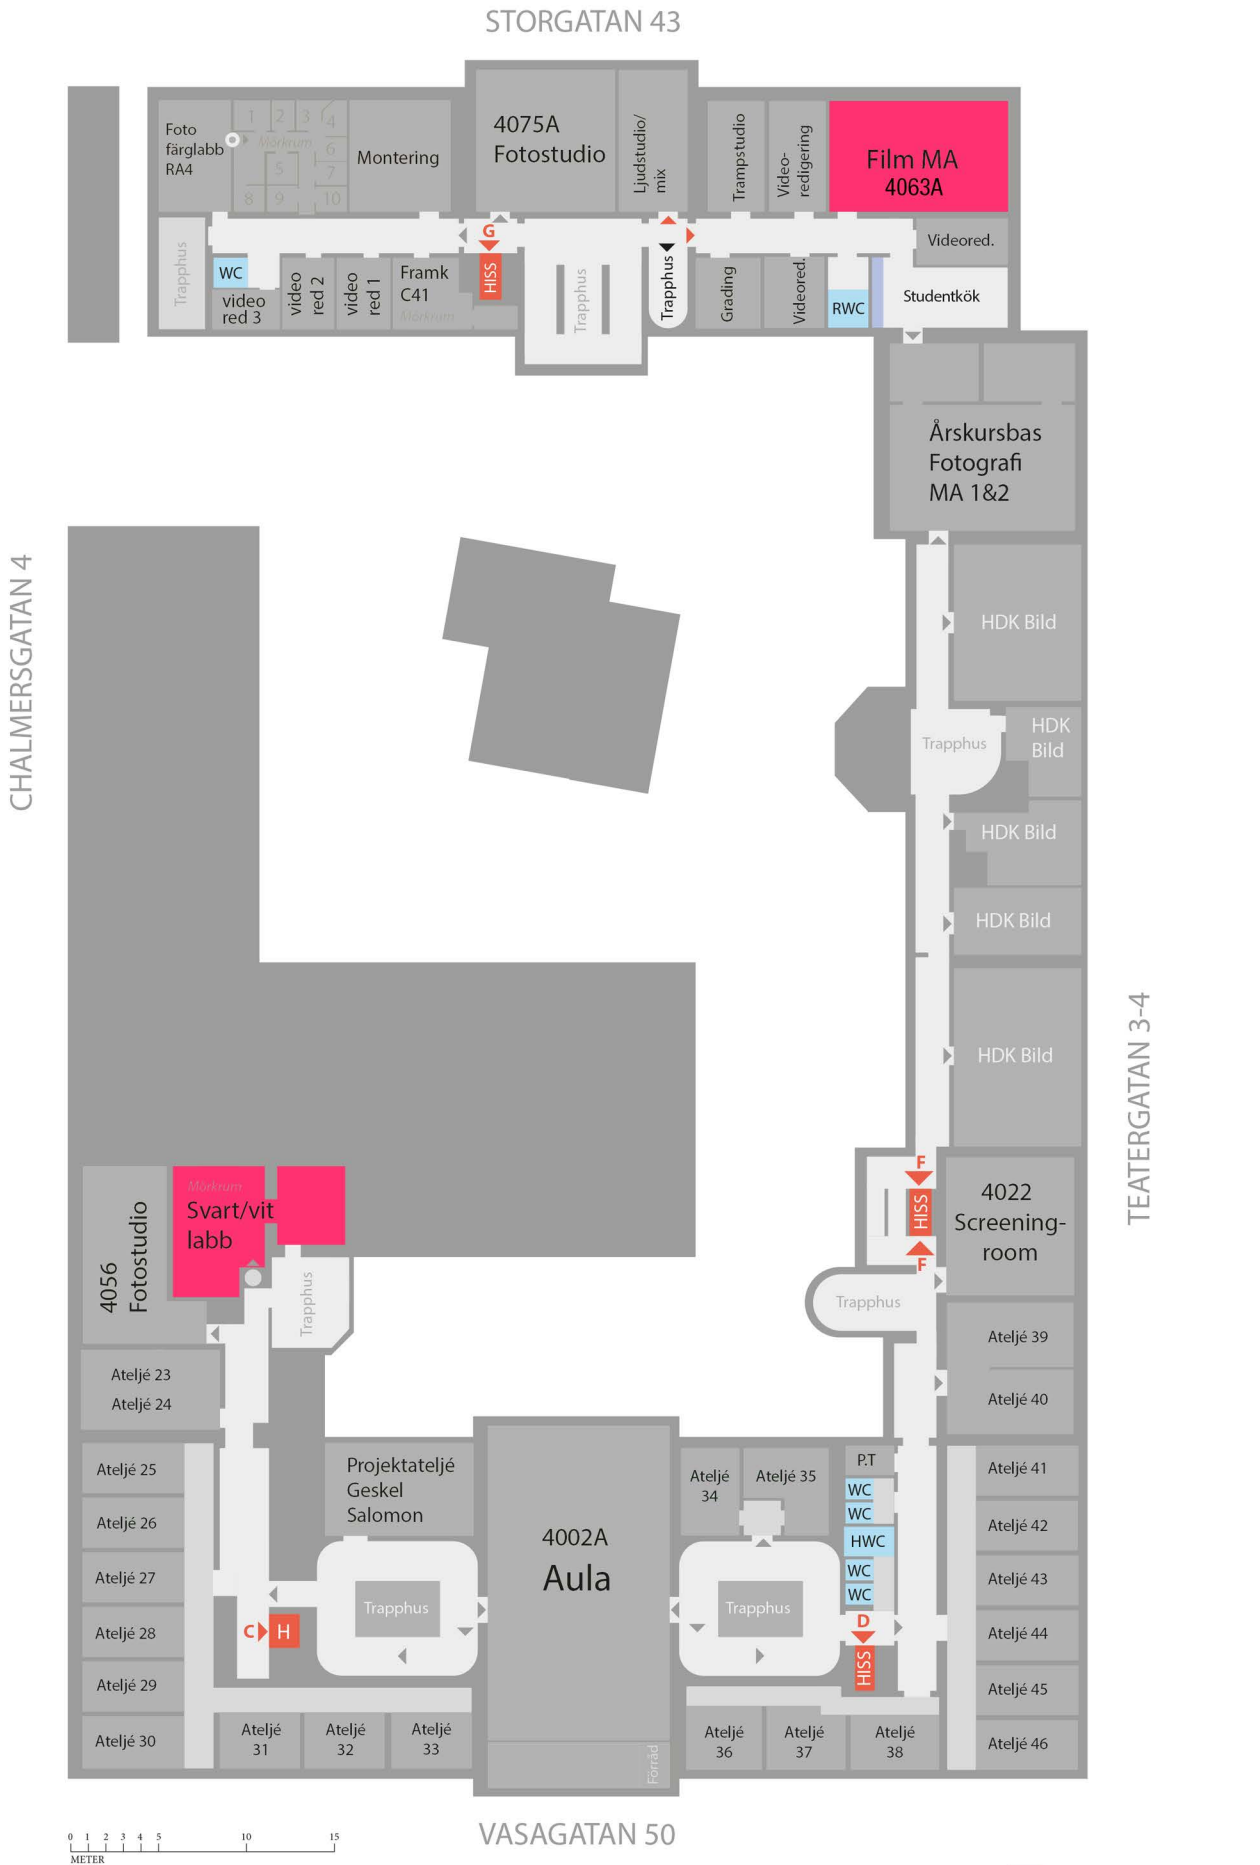 STORGATAN 43
Foto
färglabb
RA4
1
2
3
4
Mörkrum
5
6
7
8
9
10
Montering
4075A
Fotostudio
Ljudstudio/
mix
Trampstudio
Video-
redigering
Film MA
4063A
Trapphus
WC
video
red 3
video
red 2
video
red 1
Framk
C41
Mörkrum
G
HISS
Trapphus
Trapphus
Grading
Videored.
RWC
Videored.
Studentkök
Årskursbas
Fotografi
MA 1&2
CHALMERSGATAN 4
HDK Bild
Trapphus
HDK
Bild
HDK Bild
HDK Bild
HDK Bild
TEATERGATAN 3-4
F
HISS
F
4022
Screening-
room
Trapphus
Mörkrum
Svart/vit
labb
4056
Fotostudio
Trapphus
Ateljé 23
Ateljé 24
Ateljé 39
Ateljé 40
Ateljé 25
Ateljé 26
Ateljé 27
Ateljé 28
Ateljé 29
Ateljé 30
Projektateljé
Geskel
Salomon
Trapphus
C
H
Ateljé
31
Ateljé
32
Ateljé
33
4002A
Aula
Förråd
Ateljé
34
Ateljé 35
P.T
WC
WC
HWC
WC
WC
Trapphus
D
HISS
Ateljé
36
Ateljé
37
Ateljé
38
Ateljé 41
Ateljé 42
Ateljé 43
Ateljé 44
Ateljé 45
Ateljé 46
VASAGATAN 50
0 1 2 3 4 5 10 15
METER